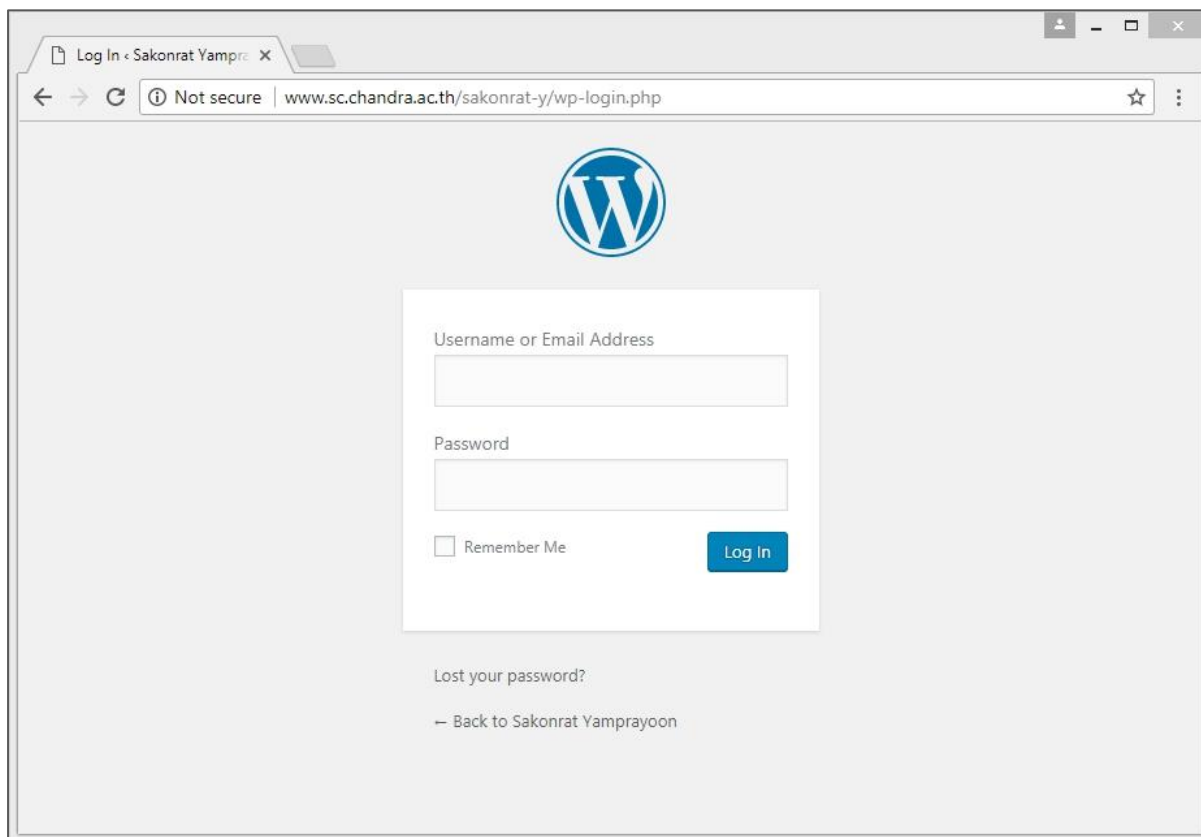 Log In ‹ Sakonrat Yampra
Not secure | www.sc.chandra.ac.th/sakonrat-y/wp-login.php
W
Username or Email Address
Password
Remember Me
Log In
Lost your password?
← Back to Sakonrat Yamprayoon